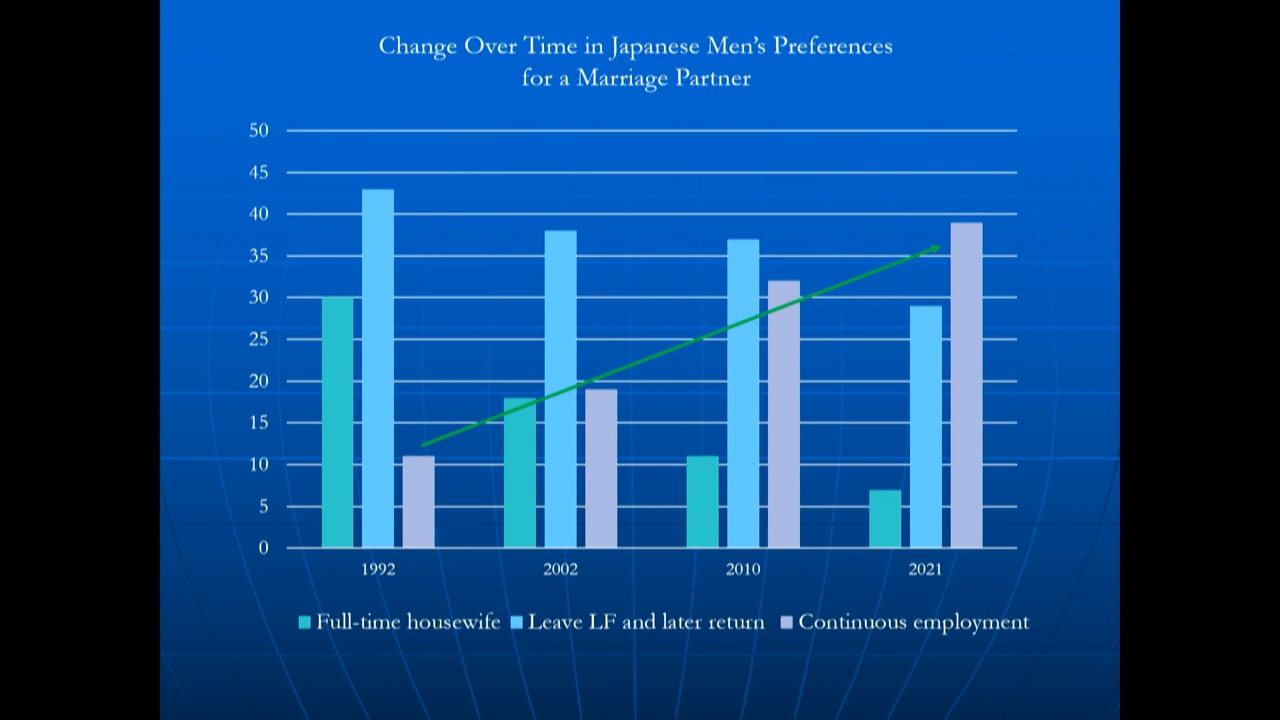 Change Over Time in Japanese Men’s Preferences
for a Marriage Partner
50
45
40
35
30
25
20
15
10
5
0
1992 2002 2010 2021
Full-time housewife Leave LF and later return Continuous employment